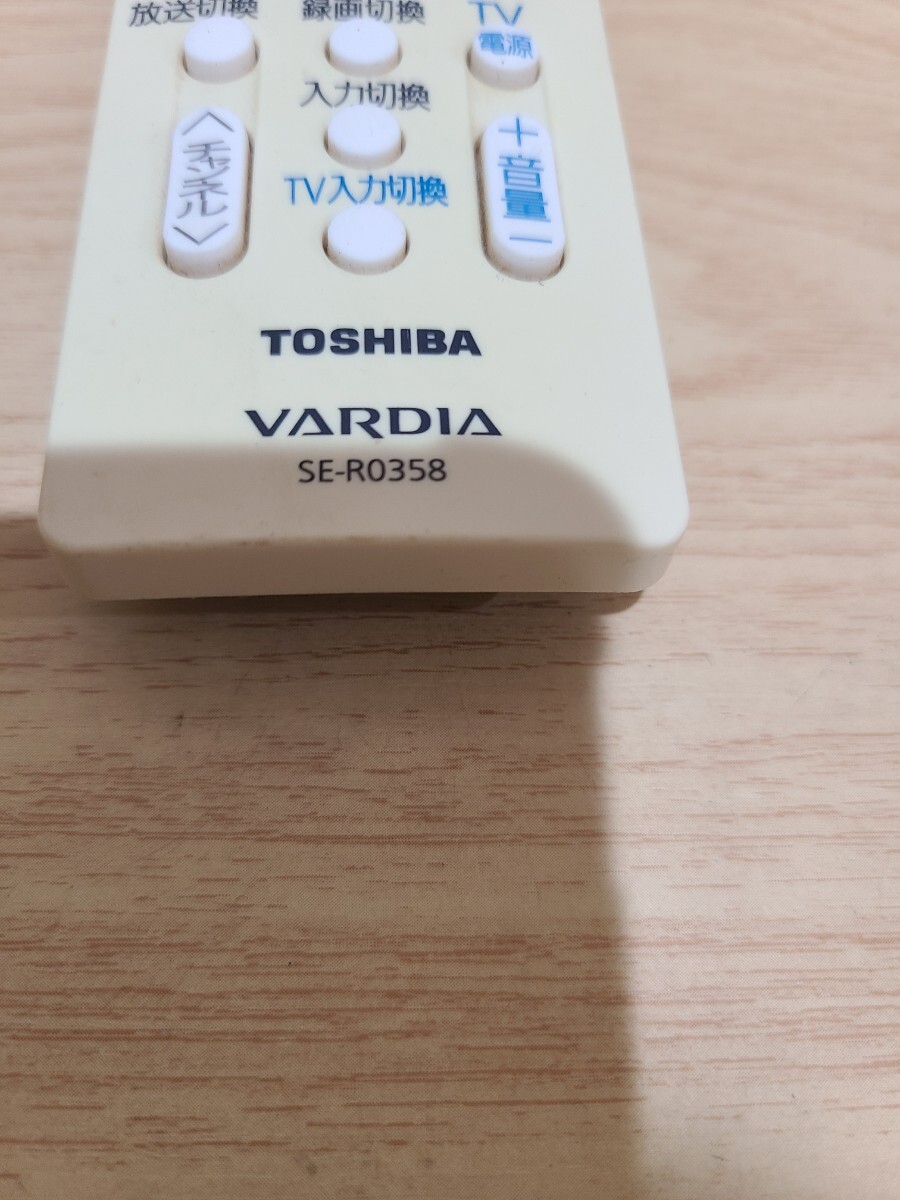 放送切換 録画切換 TV
電源
入力切換
チャンネル
+
音量
−
TV入力切換
TOSHIBA
VARDIA
SE-R0358